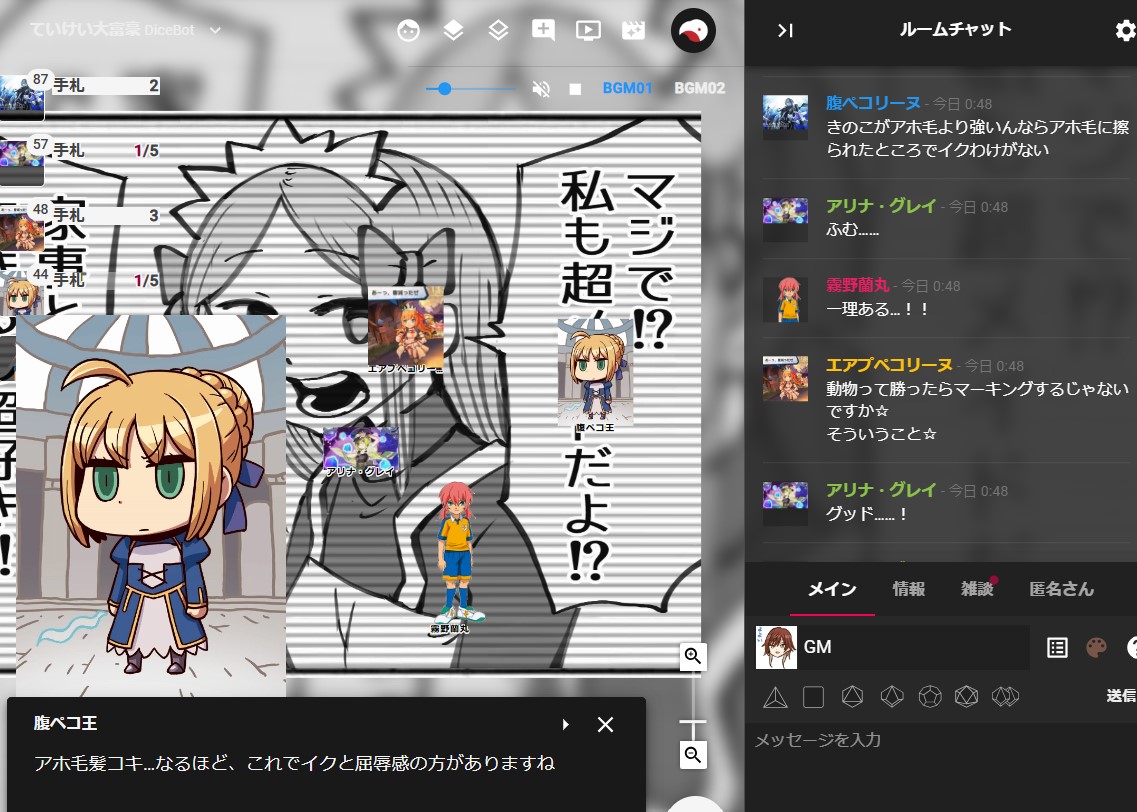 ていけい大富豪 DiceBot
87
手札 2
57
手札 1/5
48
手札 3
44
手札 1/5
BGM01 BGM02
マジで!?
私も超
だよ!?
家事と
エアプペコリーヌ
腹ペコ王
アリナ・グレイ
霧野蘭丸
腹ペコ王
アホ毛髪コキ...なるほど、これでイクと屈辱感の方がありますね
ルームチャット
腹ペコリーヌ - 今日 0:48
きのこがアホ毛より強いんならアホ毛に擦
られたところでイクわけがない
アリナ・グレイ - 今日 0:48
ふむ……
霧野蘭丸 - 今日 0:48
一理ある…！！
エアプペコリーヌ - 今日 0:48
動物って勝ったらマーキングするじゃない
ですか☆
そういうこと☆
アリナ・グレイ - 今日 0:48
グッド……！
メイン 情報 雑談 匿名さん
GM
送信
メッセージを入力